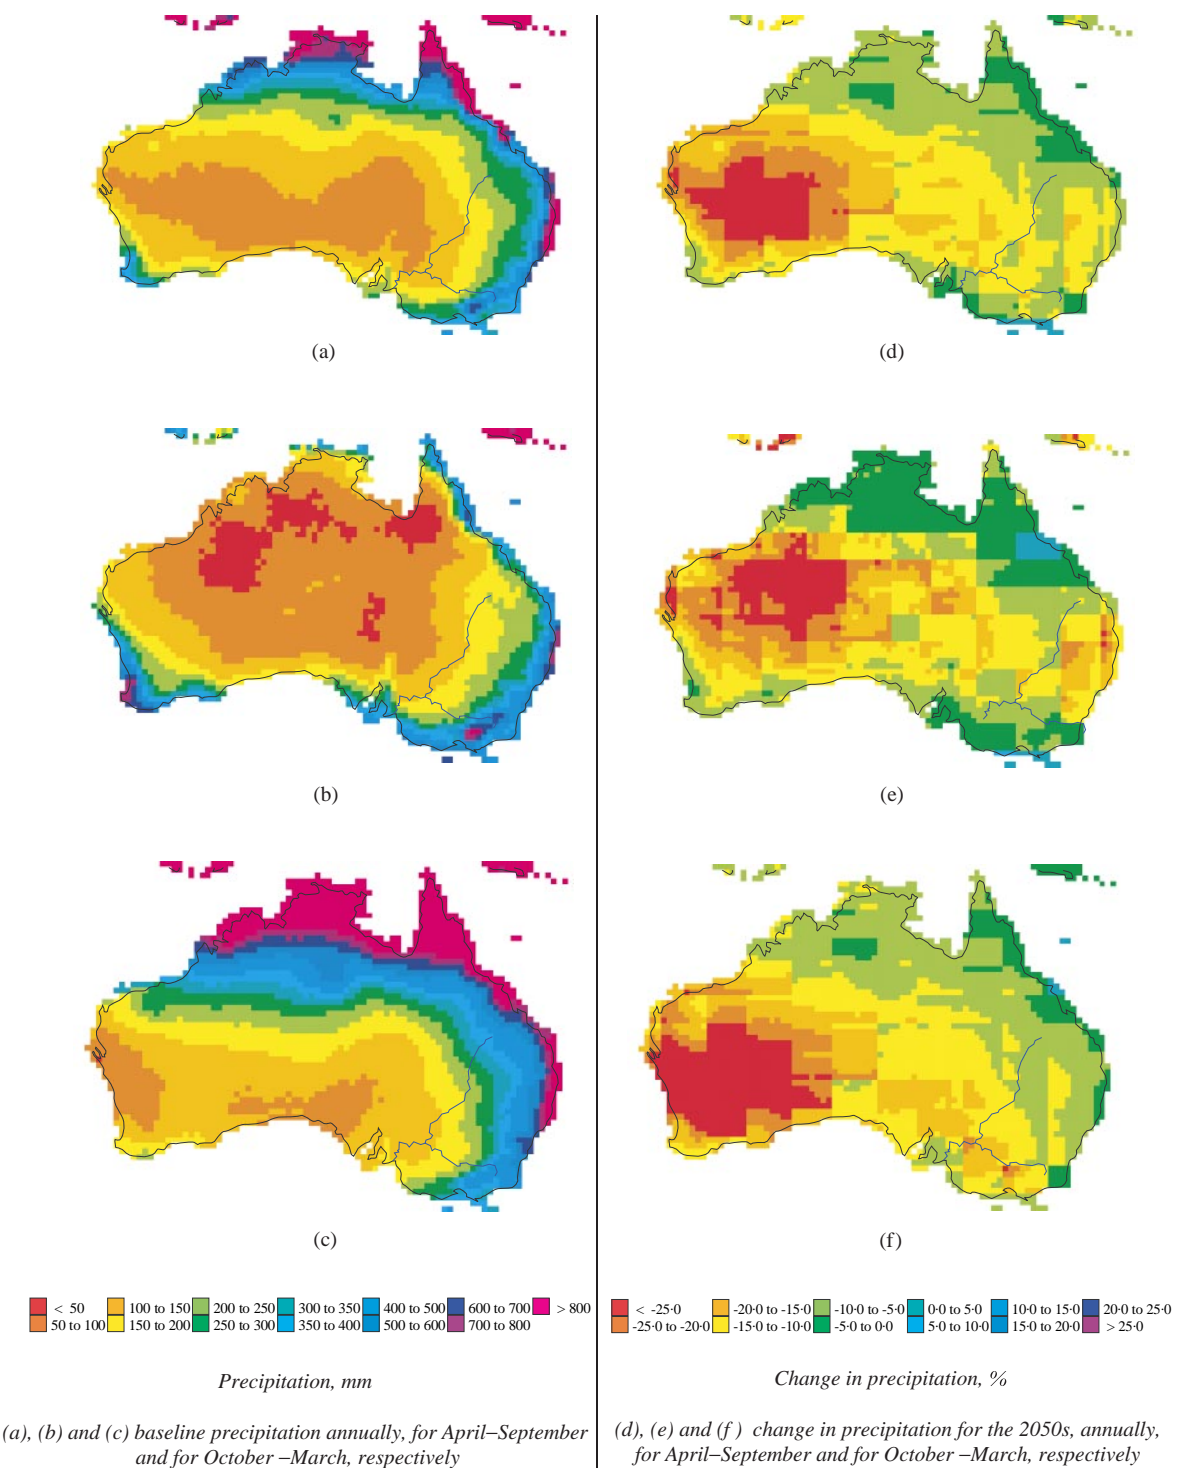 (a)
(d)
(b)
(e)
(c)
(f)
< 50 100 to 150 200 to 250 300 to 350 400 to 500 600 to 700 > 800
50 to 100 150 to 200 250 to 300 350 to 400 500 to 600 700 to 800
< -25·0 -20·0 to -15·0 -10·0 to -5·0 0·0 to 5·0 10·0 to 15·0 20·0 to 25·0
-25·0 to -20·0 -15·0 to -10·0 -5·0 to 0·0 5·0 to 10·0 15·0 to 20·0 > 25·0
Precipitation, mm
Change in precipitation, %
(a), (b) and (c) baseline precipitation annually, for April–September
and for October –March, respectively
(d), (e) and (f ) change in precipitation for the 2050s, annually,
for April–September and for October –March, respectively